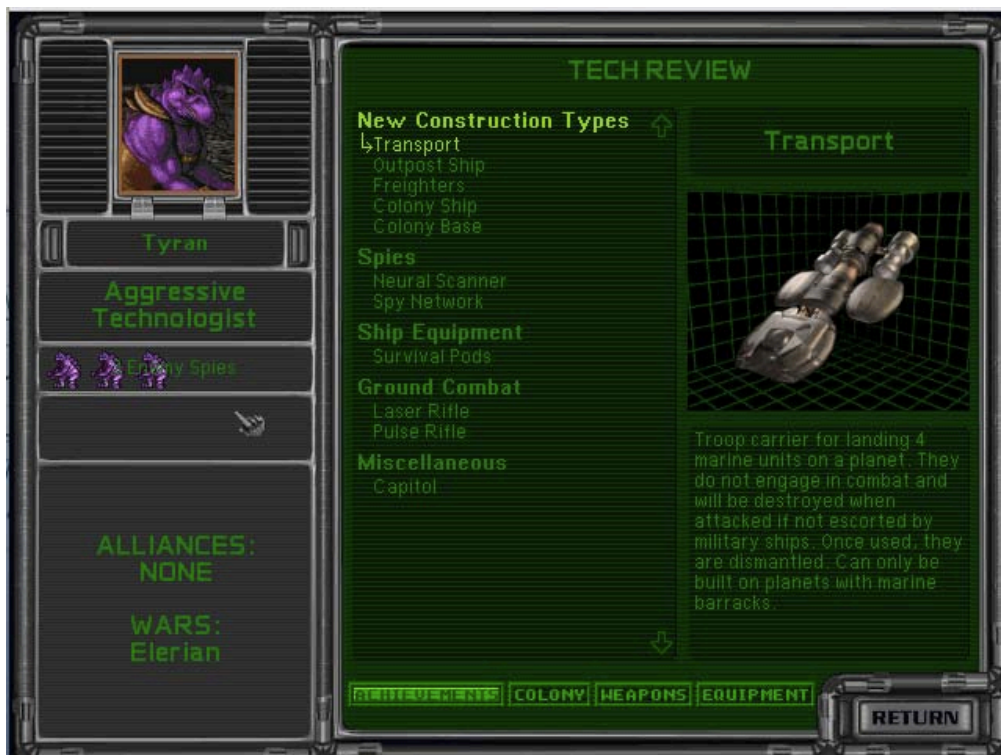 Tyran
Aggressive
Technologist
Enemy Spies
ALLIANCES:
NONE
WARS:
Elerian
TECH REVIEW
New Construction Types
Transport
Outpost Ship
Freighters
Colony Ship
Colony Base
Spies
Neural Scanner
Spy Network
Ship Equipment
Survival Pods
Ground Combat
Laser Rifle
Pulse Rifle
Miscellaneous
Capitol
Transport
Troop carrier for landing 4
marine units on a planet. They
do not engage in combat and
will be destroyed when
attacked if not escorted by
military ships. Once used, they
are dismantled. Can only be
built on planets with marine
barracks.
ACHIEVEMENTS COLONY WEAPONS EQUIPMENT
RETURN